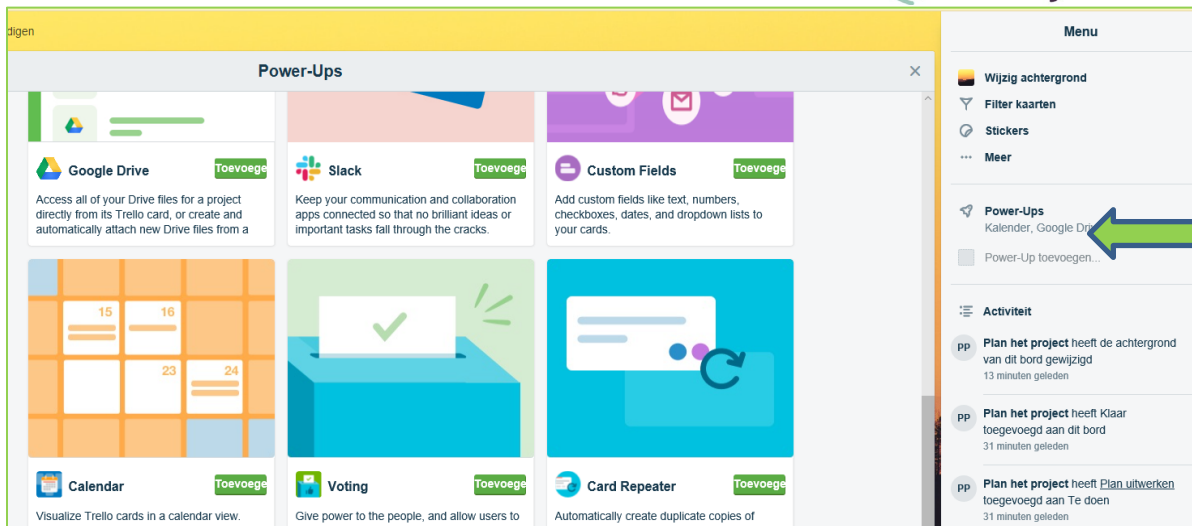 digen
Power-Ups
×
Google Drive
Toevoege
Access all of your Drive files for a project
directly from its Trello card, or create and
automatically attach new Drive files from a
Slack
Toevoege
Keep your communication and collaboration
apps connected so that no brilliant ideas or
important tasks fall through the cracks.
Custom Fields
Toevoege
Add custom fields like text, numbers,
checkboxes, dates, and dropdown lists to
your cards.
15 16
23 24
Calendar
Toevoege
Visualize Trello cards in a calendar view.
Voting
Toevoege
Give power to the people, and allow users to
Card Repeater
Toevoege
Automatically create duplicate copies of
Menu
Wijzig achtergrond
Filter kaarten
Stickers
Meer
Power-Ups
Kalender, Google
Power-Up toevoegen...
Activiteit
PP
Plan het project heeft de achtergrond
van dit bord gewijzigd
13 minuten geleden
PP
Plan het project heeft Klaar
toegevoegd aan dit bord
31 minuten geleden
PP
Plan het project heeft Plan uitwerken
toegevoegd aan Te doen
31 minuten geleden